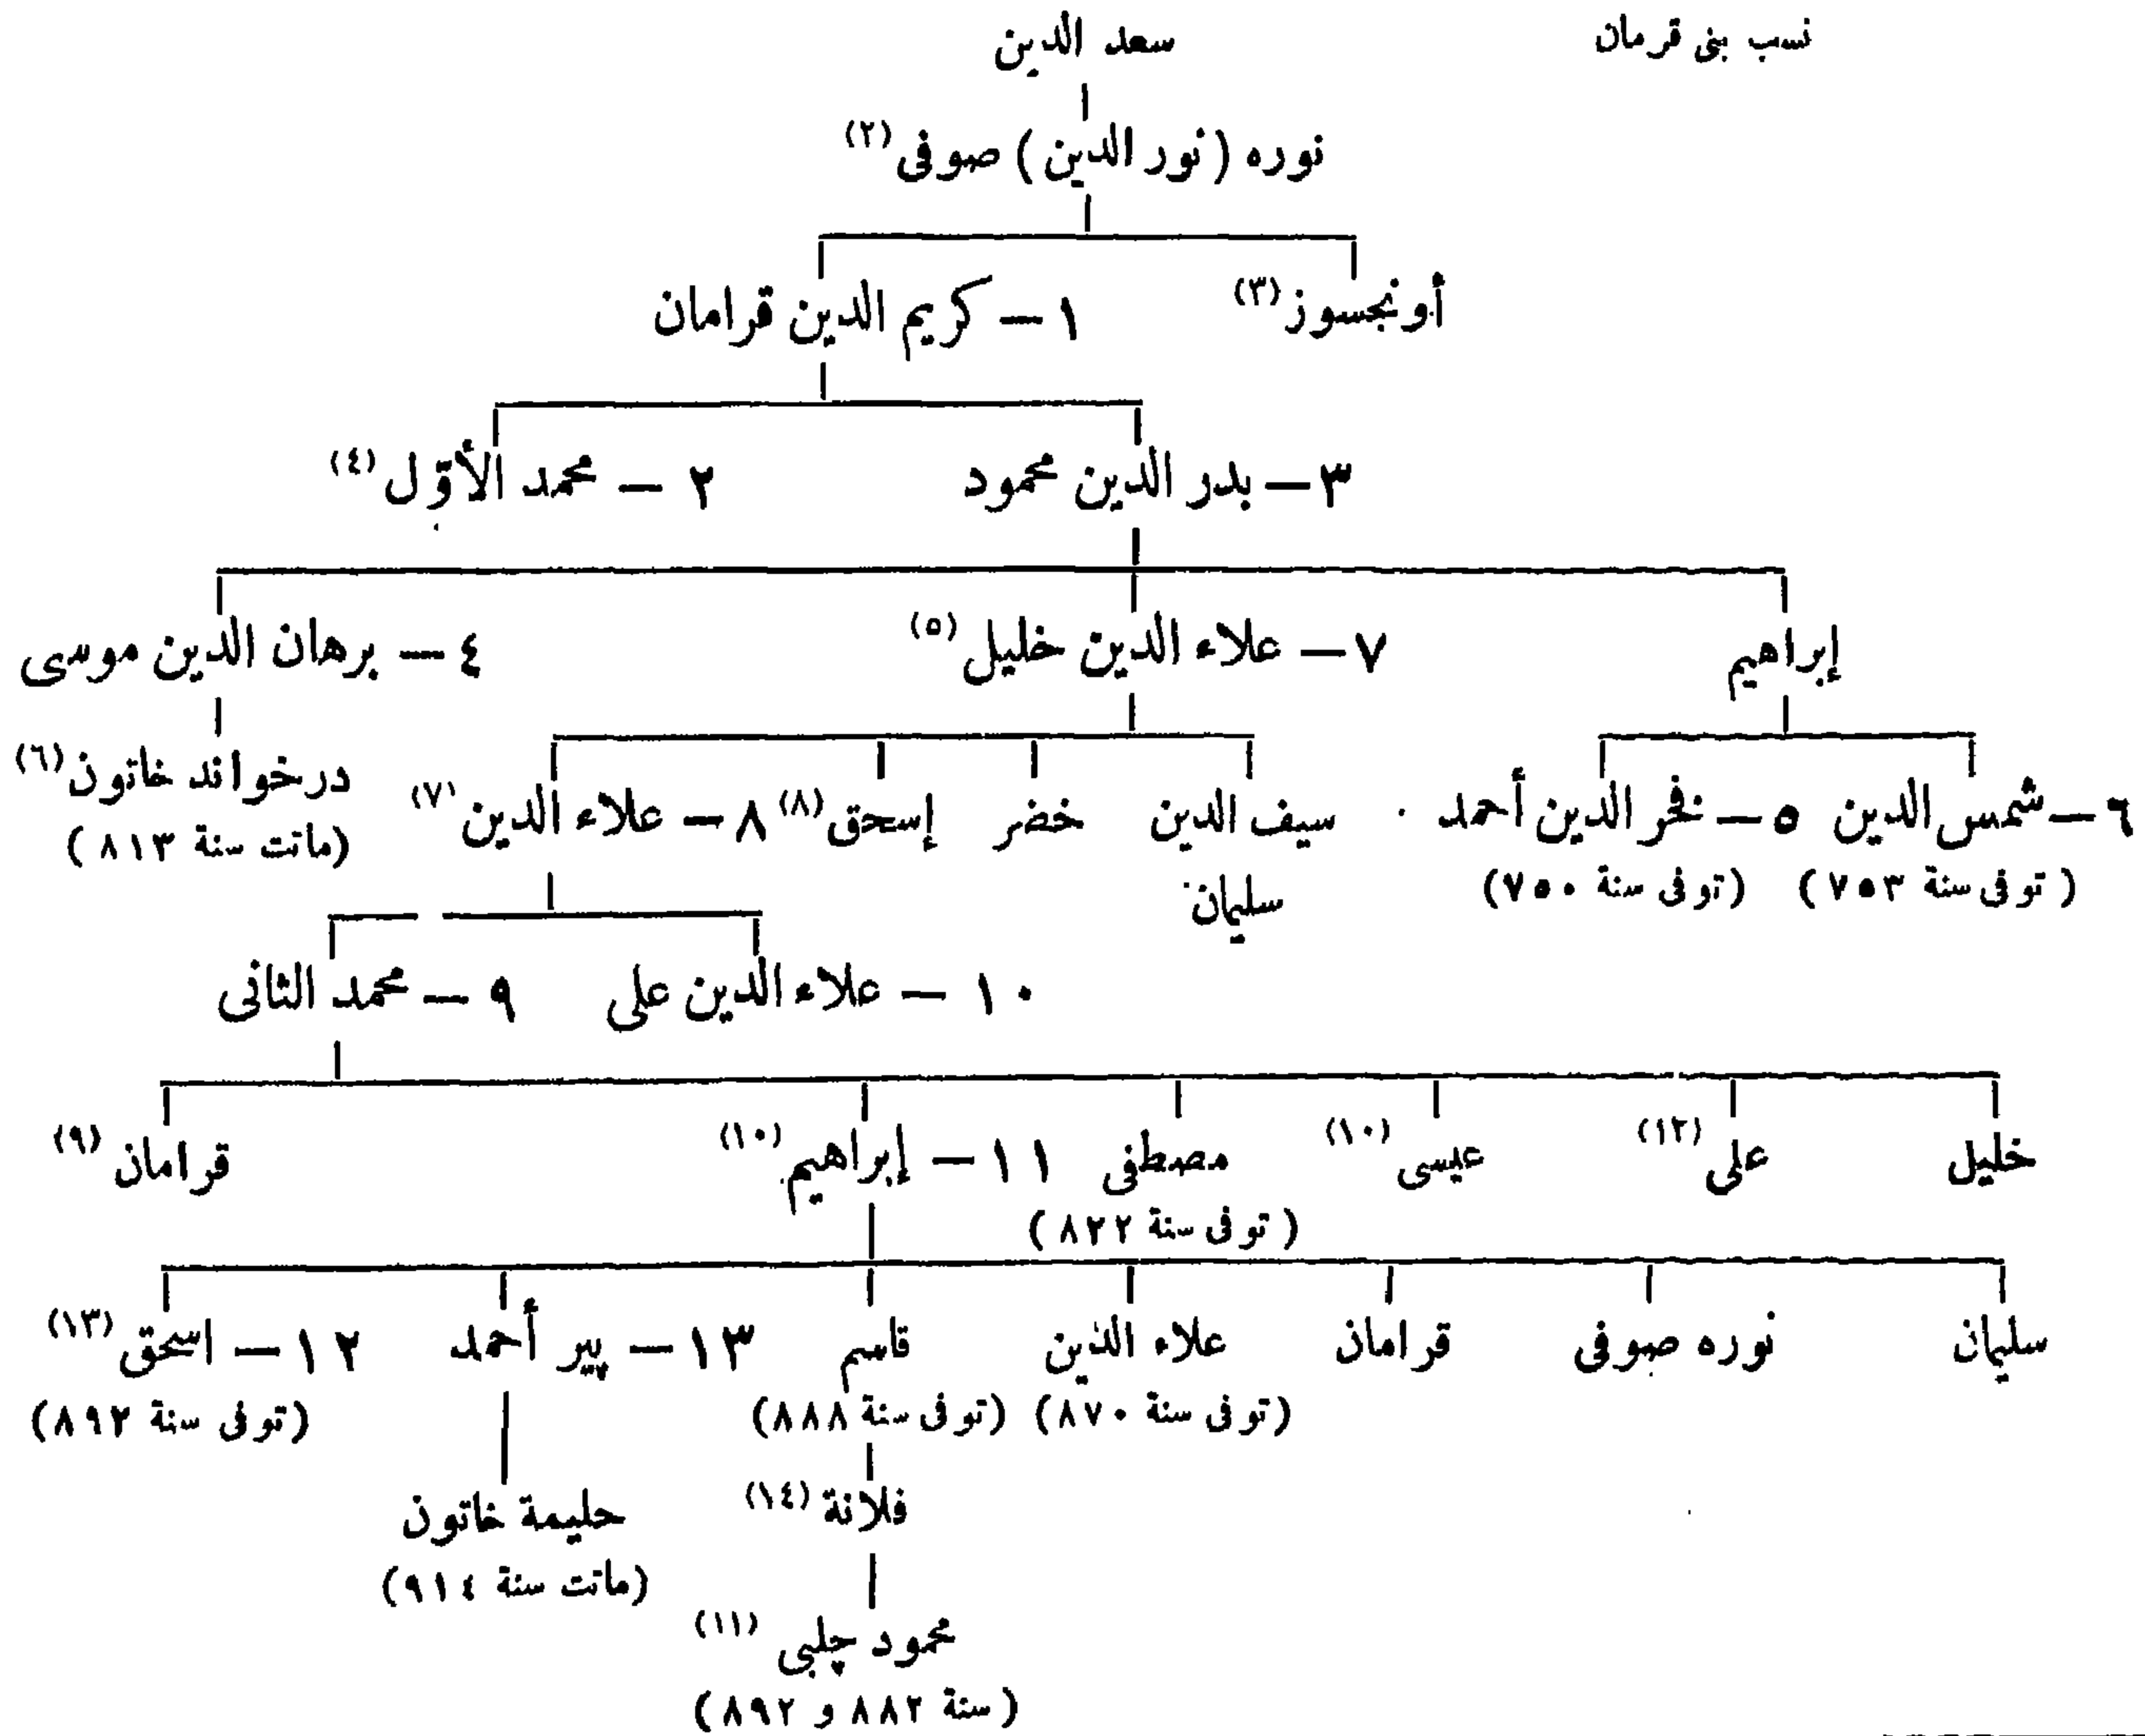 نسب بنى قرمان
سعد الدين
نوره (نور الدين) صوفى (٢)
أونجسوز (٣)
١ — كريم الدين قرامان
٣ — بدر الدين محمود
٢ — محمد الأوّل (٤)
إبراهيم
٧ — علاء الدين خليل (٥)
٤ — برهان الدين موسى
٦ — شمس الدين
(توفى سنة ٧٥٣)
٥ — فخر الدين أحمد
(توفى سنة ٧٥٠)
سيف الدين
سليمان
خضر
إسحق (٨)
٨ — علاء الدين (٧)
درخواند خاتون (٦)
(ماتت سنة ٨١٣)
١٠ — علاء الدين على
٩ — محمد الثانى
خليل
على (١٢)
عيسى (١٠)
مصطفى
(توفى سنة ٨٢٢)
١١ — إبراهيم (١٠)
قرامان (٩)
سليمان
نوره صوفى
قرامان
علاء الدين
(توفى سنة ٨٧٠)
قاسم
(توفى سنة ٨٨٨)
١٣ — پير أحمد
١٢ — اسحق (١٣)
(توفى سنة ٨٩٢)
فلانة (١٤)
حليمة خاتون
(ماتت سنة ٩١٤)
محمود چلبى (١١)
(سنة ٨٨٢ و ٨٩٢)